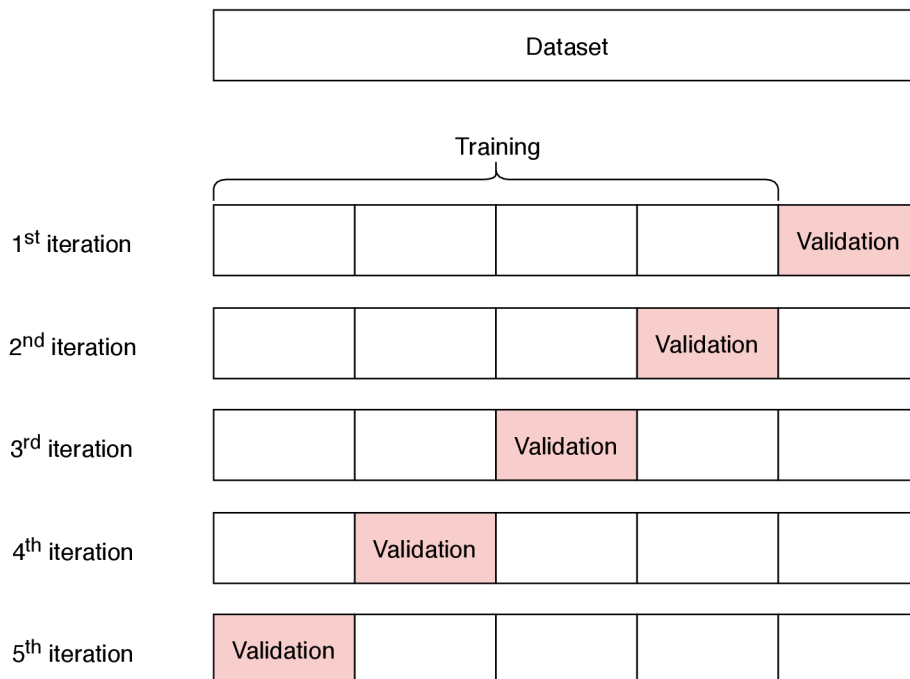 Dataset
Training
1st iteration
Validation
2nd iteration
Validation
3rd iteration
Validation
4th iteration
Validation
5th iteration
Validation